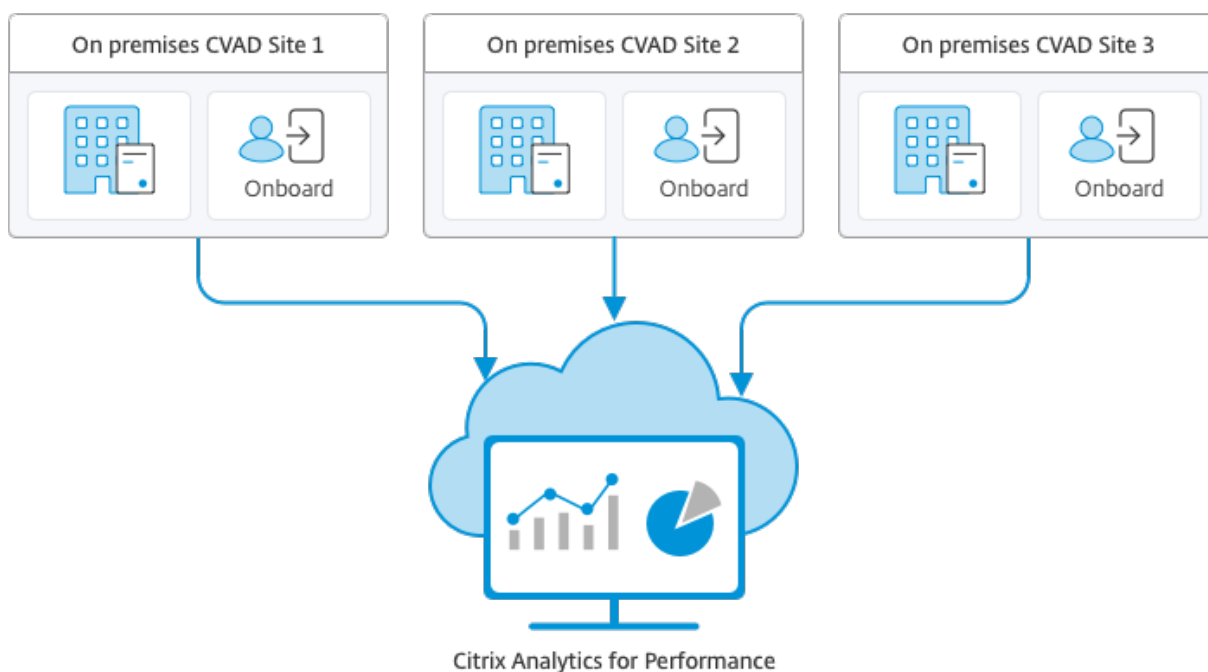 On premises CVAD Site 1
On premises CVAD Site 2
On premises CVAD Site 3
Onboard
Onboard
Onboard
Citrix Analytics for Performance